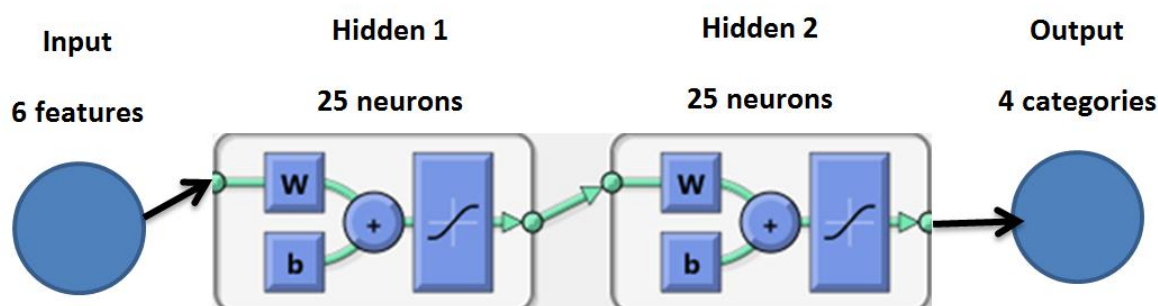 Input
6 features
Hidden 1
25 neurons
Hidden 2
25 neurons
Output
4 categories
W
b
+
W
b
+